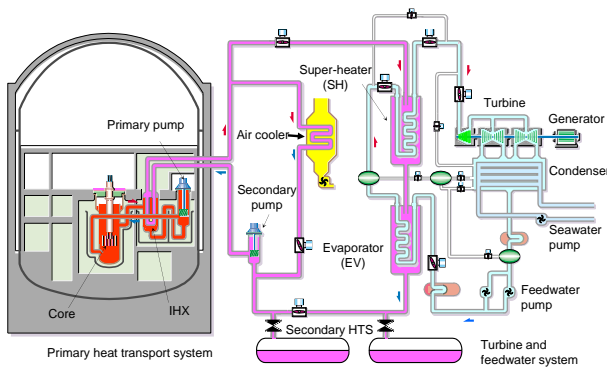 Super-heater
(SH)
Turbine
Generator
Primary pump
Air cooler
Condenser
Secondary
pump
Seawater
pump
Evaporator
(EV)
Feedwater
pump
Core
IHX
Secondary HTS
Primary heat transport system
Turbine and
feedwater system